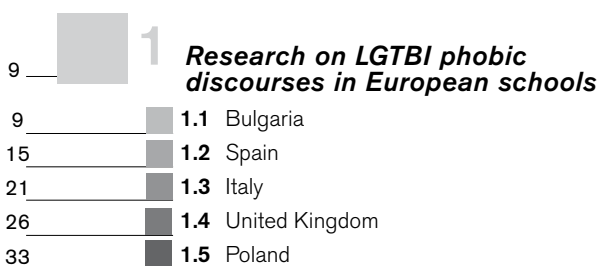 9 1 Research on LGTBI phobic
discourses in European schools
9 1.1 Bulgaria
15 1.2 Spain
21 1.3 Italy
26 1.4 United Kingdom
33 1.5 Poland